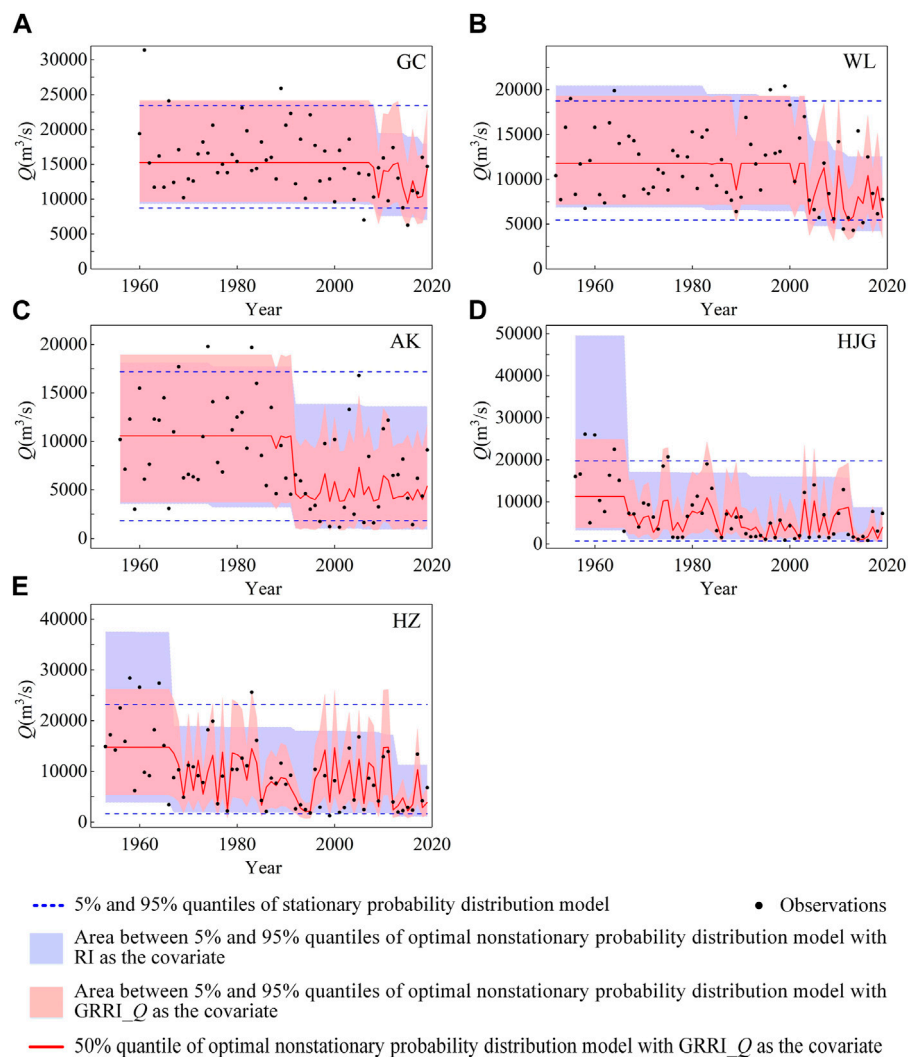 A
GC
Q(m³/s)
30000
25000
20000
15000
10000
5000
0
1960 1980 2000 2020
Year
B
WL
Q(m³/s)
20000
15000
10000
5000
0
1960 1980 2000 2020
Year
C
AK
Q(m³/s)
20000
15000
10000
5000
0
1960 1980 2000 2020
Year
D
HJG
Q(m³/s)
50000
40000
30000
20000
10000
0
1960 1980 2000 2020
Year
E
HZ
Q(m³/s)
40000
30000
20000
10000
0
1960 1980 2000 2020
Year
5% and 95% quantiles of stationary probability distribution model
Observations
Area between 5% and 95% quantiles of optimal nonstationary probability distribution model with
RI as the covariate
Area between 5% and 95% quantiles of optimal nonstationary probability distribution model with
GRRI_Q as the covariate
50% quantile of optimal nonstationary probability distribution model with GRRI_Q as the covariate